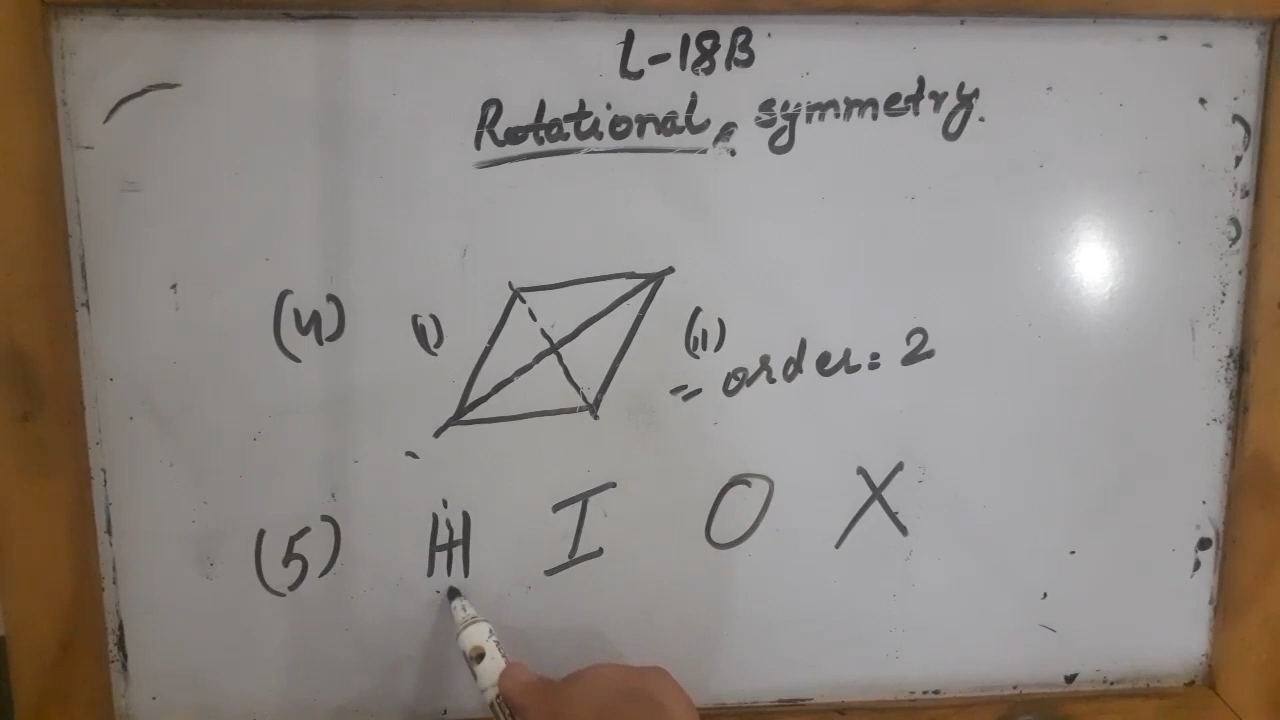 L-18B
Rotational symmetry.
(4) (i) (ii)
= order: 2
(5) H I O X